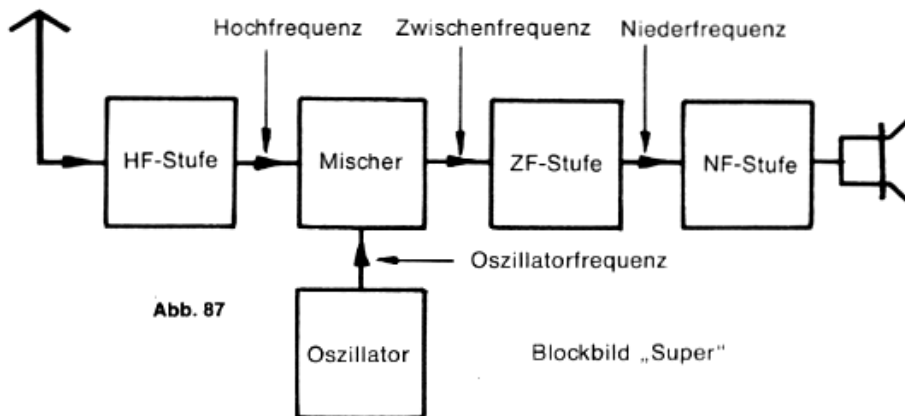 Hochfrequenz
Zwischenfrequenz
Niederfrequenz
HF-Stufe
Mischer
ZF-Stufe
NF-Stufe
Oszillatorfrequenz
Abb. 87
Oszillator
Blockbild „Super“